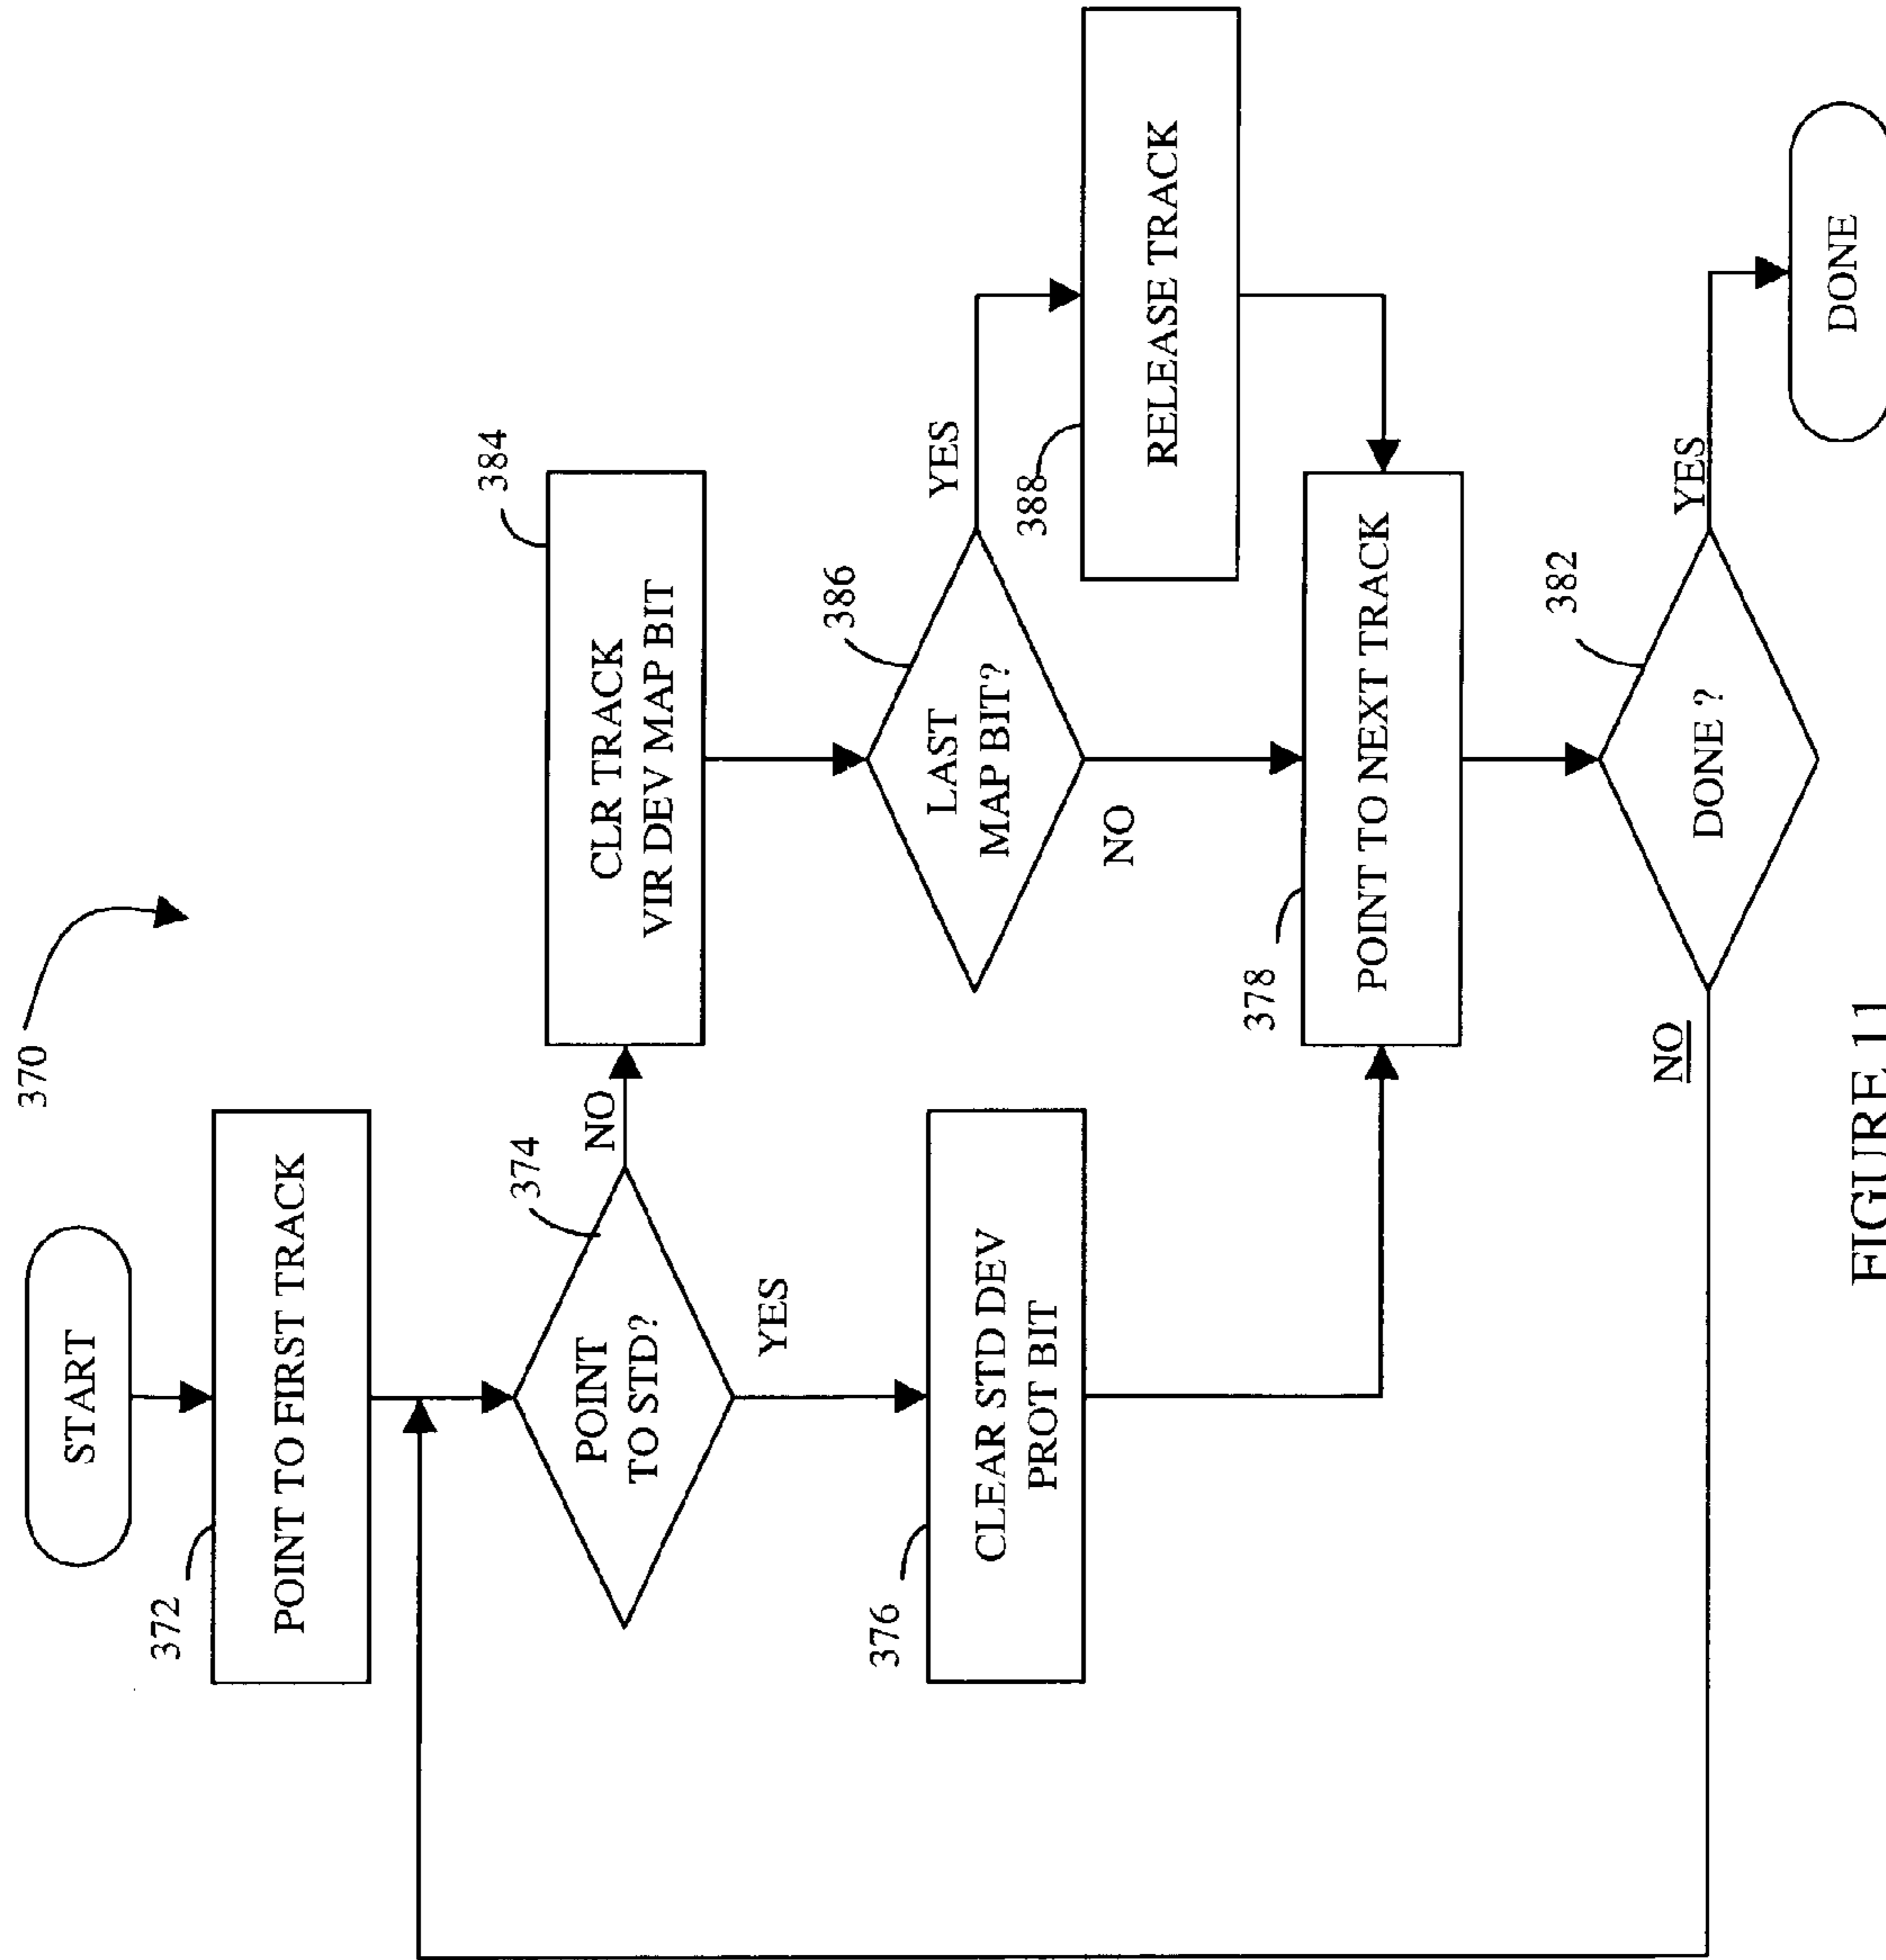 370
START
372
POINT TO FIRST TRACK
374
POINT
TO STD?
NO
YES
384
CLR TRACK
VIR DEV MAP BIT
376
CLEAR STD DEV
PROT BIT
386
LAST
MAP BIT?
YES
NO
388
RELEASE TRACK
378
POINT TO NEXT TRACK
382
DONE ?
YES
NO
DONE
FIGURE 11